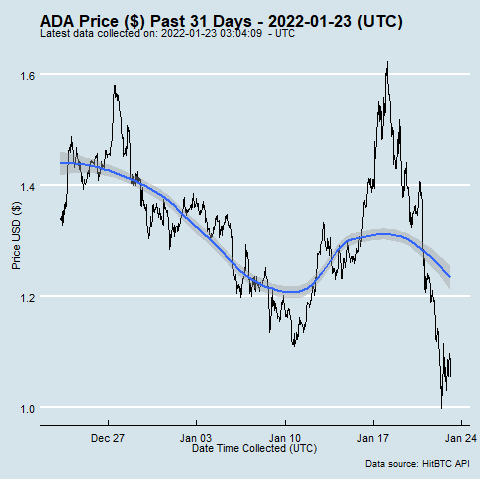 ADA Price ($) Past 31 Days - 2022-01-23 (UTC)
Latest data collected on: 2022-01-23 03:04:09  - UTC
1.6
1.4
1.2
1.0
Price USD ($)
Dec 27
Jan 03
Jan 10
Jan 17
Jan 24
Date Time Collected (UTC)
Data source: HitBTC API